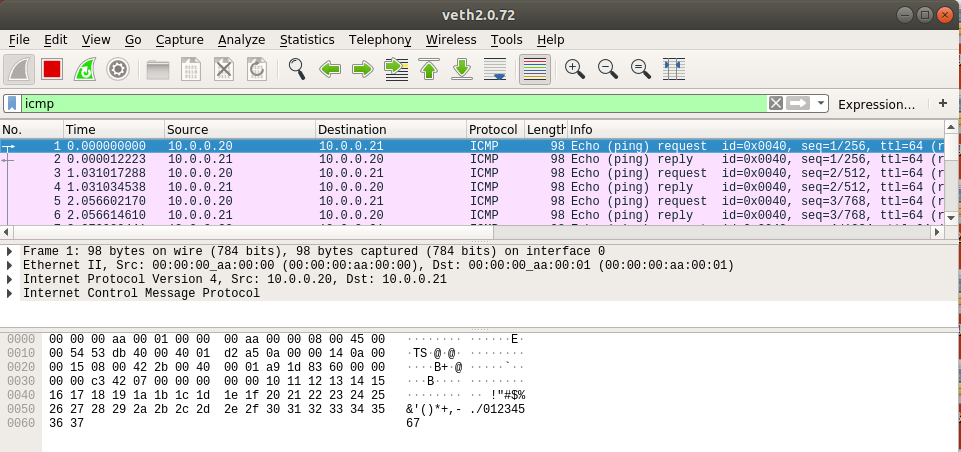 veth2.0.72
File Edit View Go Capture Analyze Statistics Telephony Wireless Tools Help
icmp Expression… +
No. Time Source Destination Protocol Length Info
1 0.000000000 10.0.0.20 10.0.0.21 ICMP 98 Echo (ping) request id=0x0040, seq=1/256, ttl=64 (r
2 0.000012223 10.0.0.21 10.0.0.20 ICMP 98 Echo (ping) reply id=0x0040, seq=1/256, ttl=64 (r
3 1.031017288 10.0.0.20 10.0.0.21 ICMP 98 Echo (ping) request id=0x0040, seq=2/512, ttl=64 (r
4 1.031034538 10.0.0.21 10.0.0.20 ICMP 98 Echo (ping) reply id=0x0040, seq=2/512, ttl=64 (r
5 2.056602170 10.0.0.20 10.0.0.21 ICMP 98 Echo (ping) request id=0x0040, seq=3/768, ttl=64 (r
6 2.056614610 10.0.0.21 10.0.0.20 ICMP 98 Echo (ping) reply id=0x0040, seq=3/768, ttl=64 (r
Frame 1: 98 bytes on wire (784 bits), 98 bytes captured (784 bits) on interface 0
Ethernet II, Src: 00:00:00_aa:00:00 (00:00:00:aa:00:00), Dst: 00:00:00_aa:00:01 (00:00:00:aa:00:01)
Internet Protocol Version 4, Src: 10.0.0.20, Dst: 10.0.0.21
Internet Control Message Protocol
0000 00 00 00 aa 00 01 00 00 00 aa 00 00 08 00 45 00 ········ ······E·
0010 00 54 53 db 40 00 40 01 d2 a5 0a 00 00 14 0a 00 ·TS·@·@· ········
0020 00 15 08 00 42 2b 00 40 00 01 a9 1d 83 60 00 00 ····B+·@ ·····`··
0030 00 00 c3 42 07 00 00 00 00 00 10 11 12 13 14 15 ···B···· ········
0040 16 17 18 19 1a 1b 1c 1d 1e 1f 20 21 22 23 24 25 ········ ·· !"#$%
0050 26 27 28 29 2a 2b 2c 2d 2e 2f 30 31 32 33 34 35 &'()*+,- ./012345
0060 36 37 67